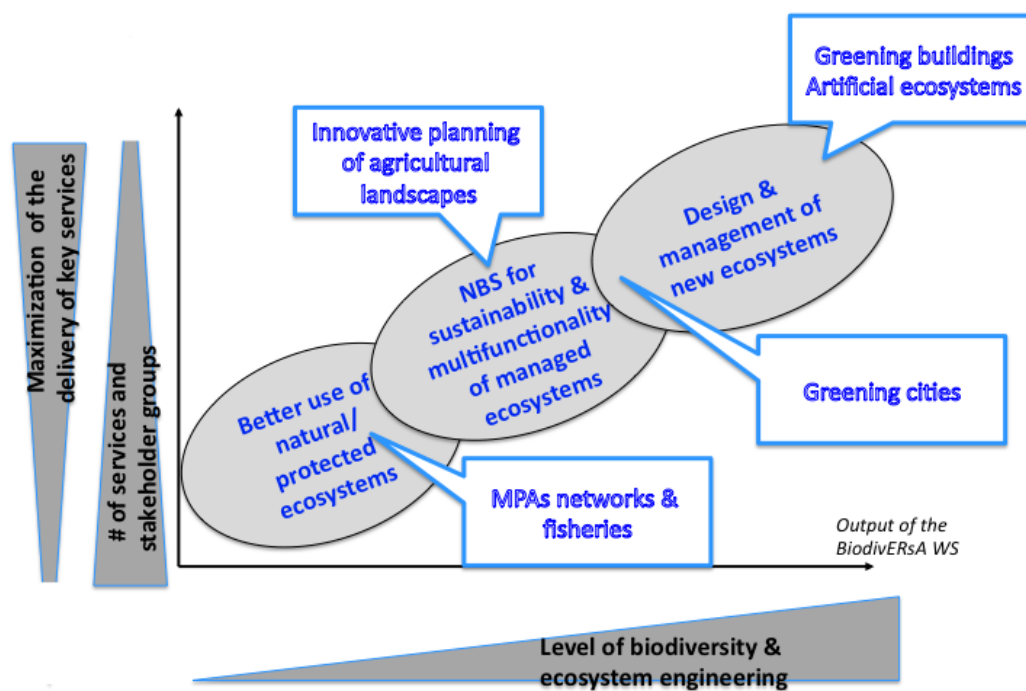 Greening buildings
Artificial ecosystems
Innovative planning
of agricultural
landscapes
Maximization of the
delivery of key services
# of services and
stakeholder groups
Design &
management of
new ecosystems
NBS for
sustainability &
multifunctionality
of managed
ecosystems
Better use of
natural/
protected
ecosystems
Greening cities
MPAs networks &
fisheries
Output of the
BiodivERsA WS
Level of biodiversity &
ecosystem engineering